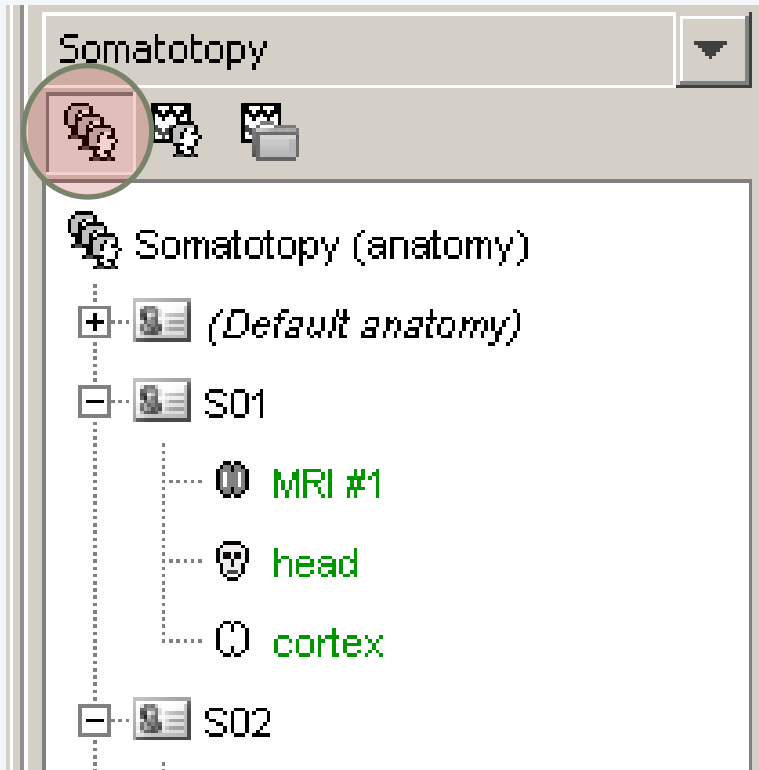 Somatotopy
Somatotopy (anatomy)
(Default anatomy)
S01
MRI #1
head
cortex
S02